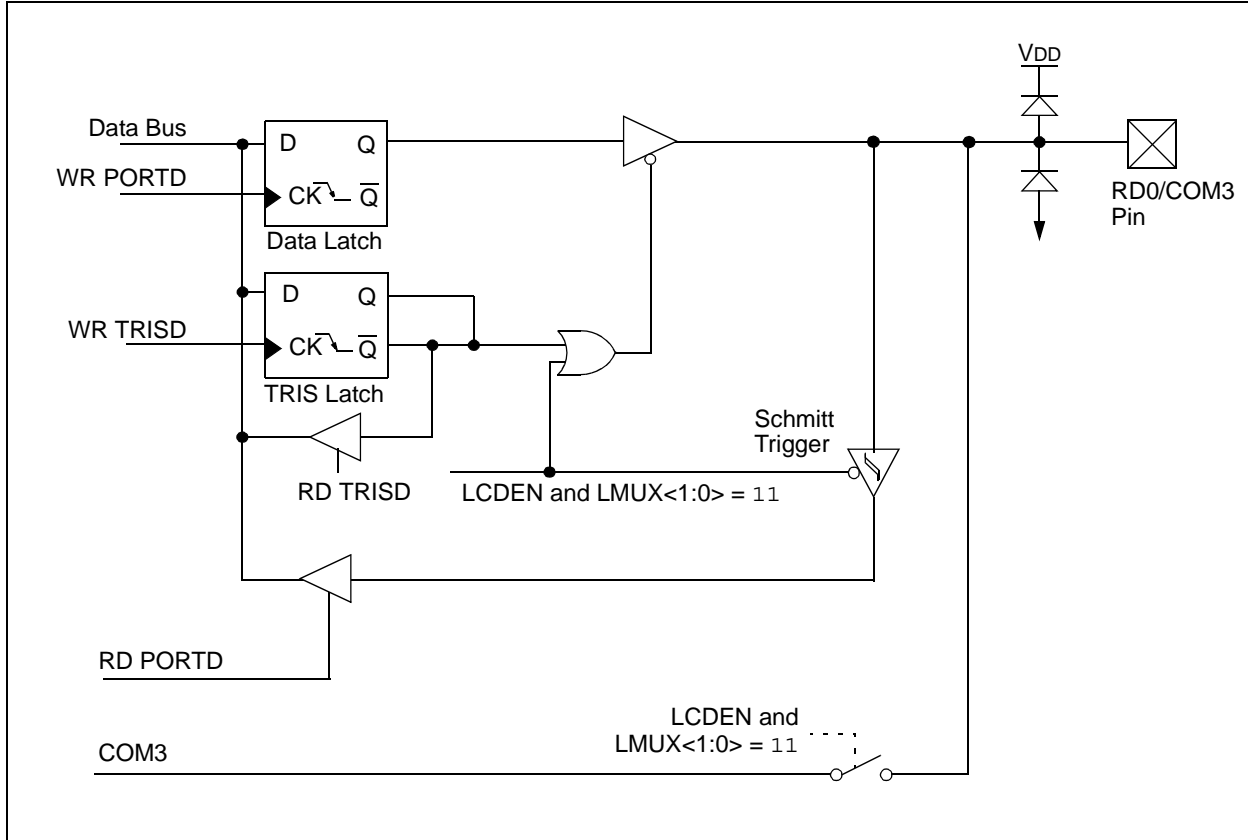 VDD
Data Bus
D Q
WR PORTD
CK Q̅
RD0/COM3
Pin
Data Latch
D Q
WR TRISD
CK Q̅
TRIS Latch
Schmitt
Trigger
RD TRISD
LCDEN and LMUX<1:0> = 11
RD PORTD
LCDEN and
LMUX<1:0> = 11
COM3